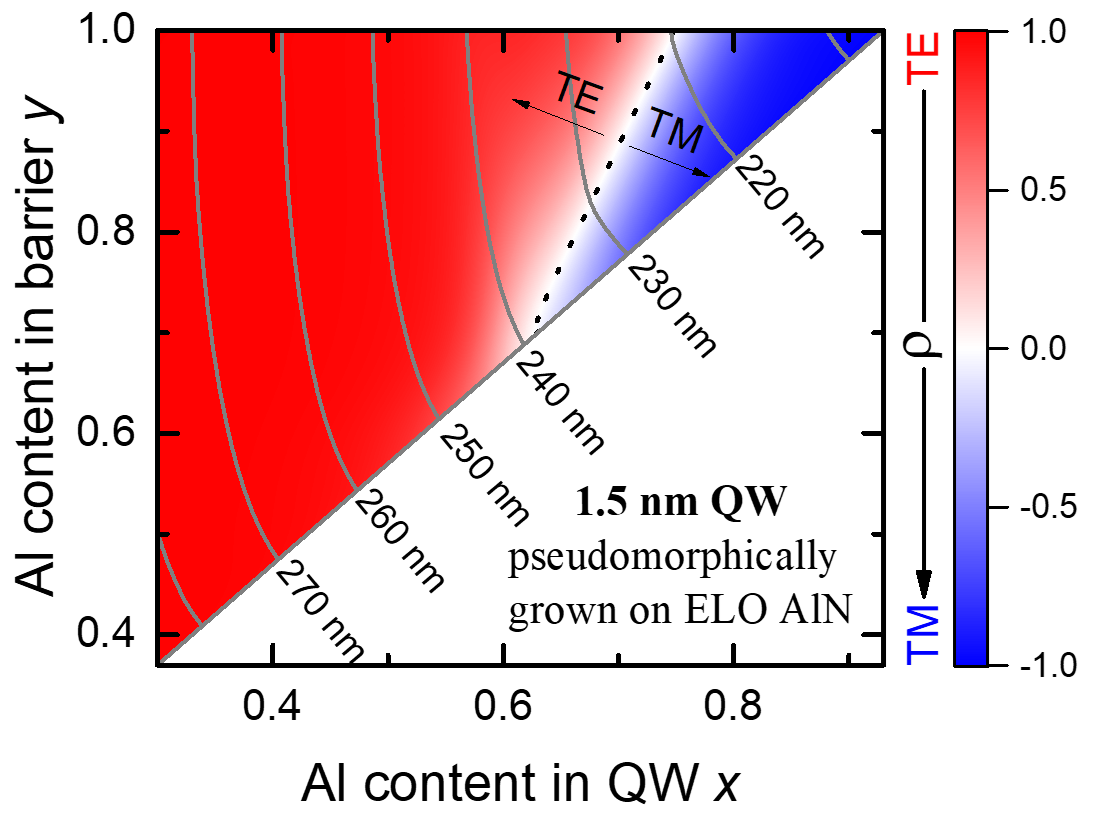 Al content in barrier y
1.0
0.8
0.6
0.4
0.4
0.6
0.8
Al content in QW x
TE
TM
220 nm
230 nm
240 nm
250 nm
260 nm
270 nm
1.5 nm QW
pseudomorphically
grown on ELO AlN
TE
ρ
TM
1.0
0.5
0.0
-0.5
-1.0